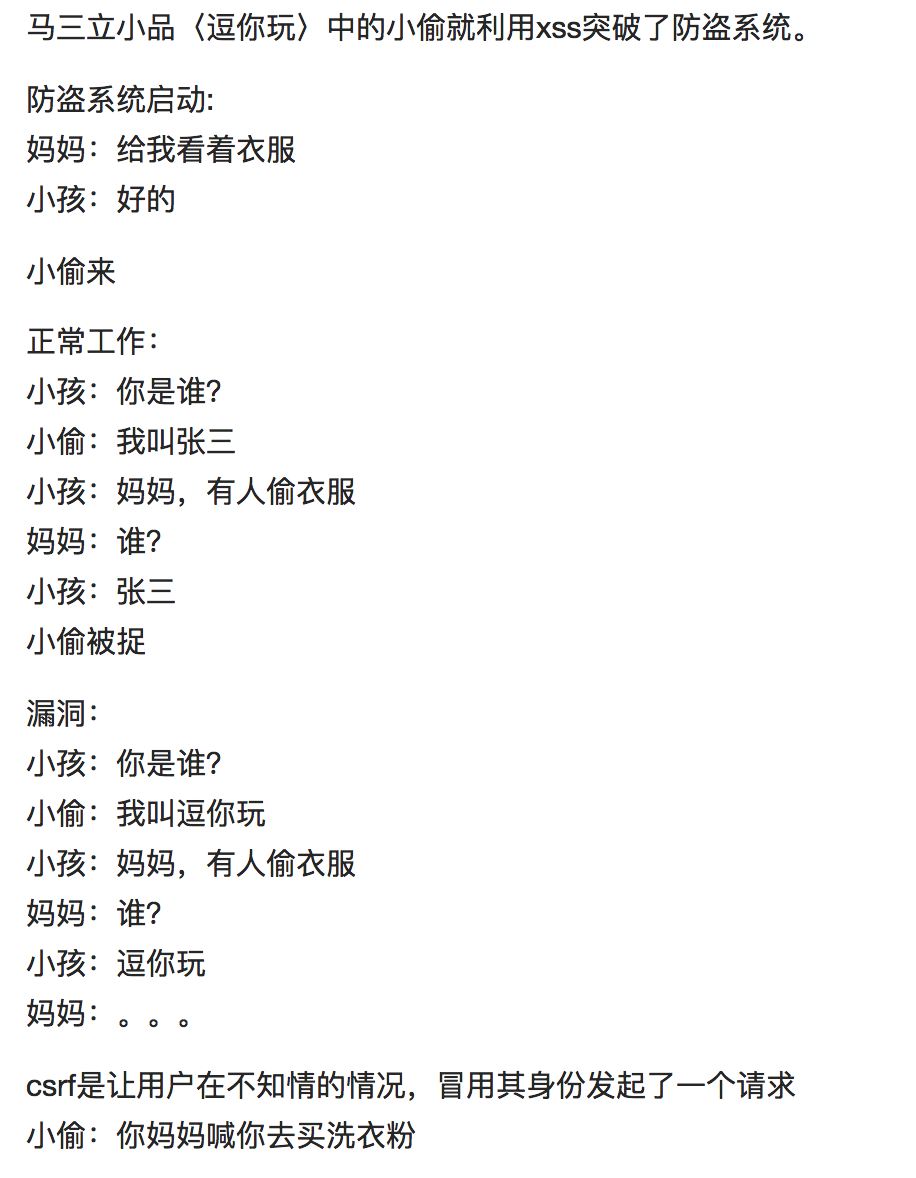 马三立小品〈逗你玩〉中的小偷就利用xss突破了防盗系统。
防盗系统启动:
妈妈：给我看着衣服
小孩：好的
小偷来
正常工作：
小孩：你是谁?
小偷：我叫张三
小孩：妈妈，有人偷衣服
妈妈：谁?
小孩：张三
小偷被捉
漏洞：
小孩：你是谁?
小偷：我叫逗你玩
小孩：妈妈，有人偷衣服
妈妈：谁?
小孩：逗你玩
妈妈：。。。
csrf是让用户在不知情的情况，冒用其身份发起了一个请求
小偷：你妈妈喊你去买洗衣粉